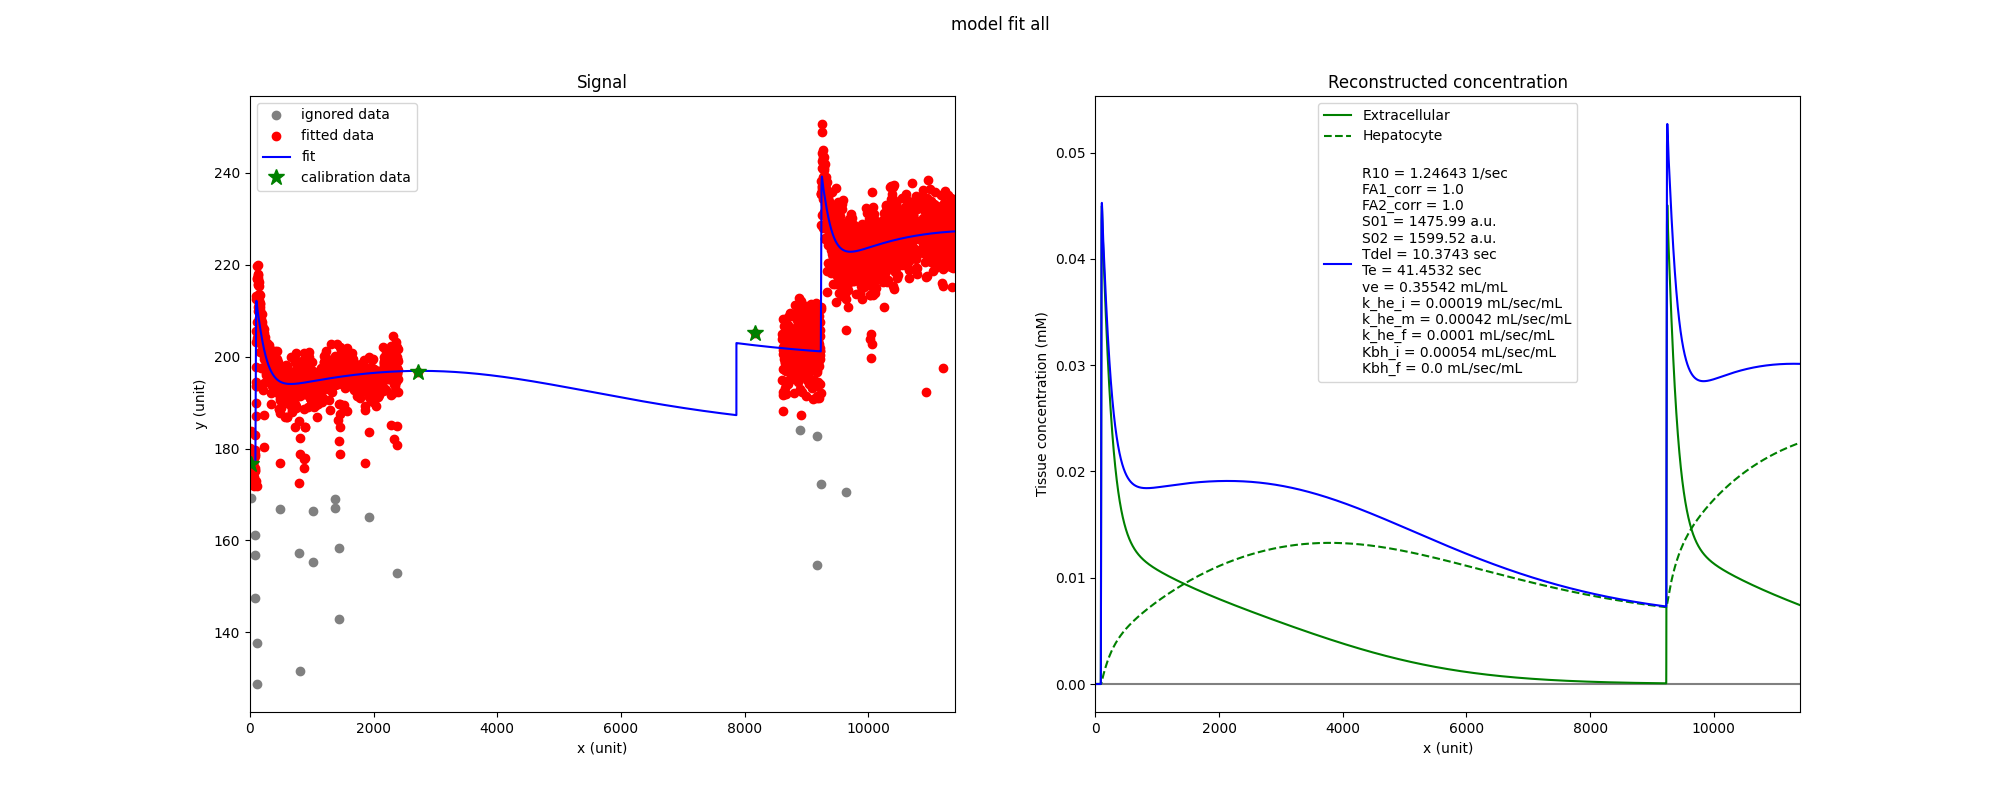 model fit all
Signal
ignored data
fitted data
fit
calibration data
240
220
200
180
160
140
y (unit)
0
2000
4000
6000
8000
10000
x (unit)
Reconstructed concentration
Extracellular
Hepatocyte
R10 = 1.24643 1/sec
FA1_corr = 1.0
FA2_corr = 1.0
S01 = 1475.99 a.u.
S02 = 1599.52 a.u.
Tdel = 10.3743 sec
Te = 41.4532 sec
ve = 0.35542 mL/mL
k_he_i = 0.00019 mL/sec/mL
k_he_m = 0.00042 mL/sec/mL
k_he_f = 0.0001 mL/sec/mL
Kbh_i = 0.00054 mL/sec/mL
Kbh_f = 0.0 mL/sec/mL
0.05
0.04
0.03
0.02
0.01
0.00
Tissue concentration (mM)
0
2000
4000
6000
8000
10000
x (unit)